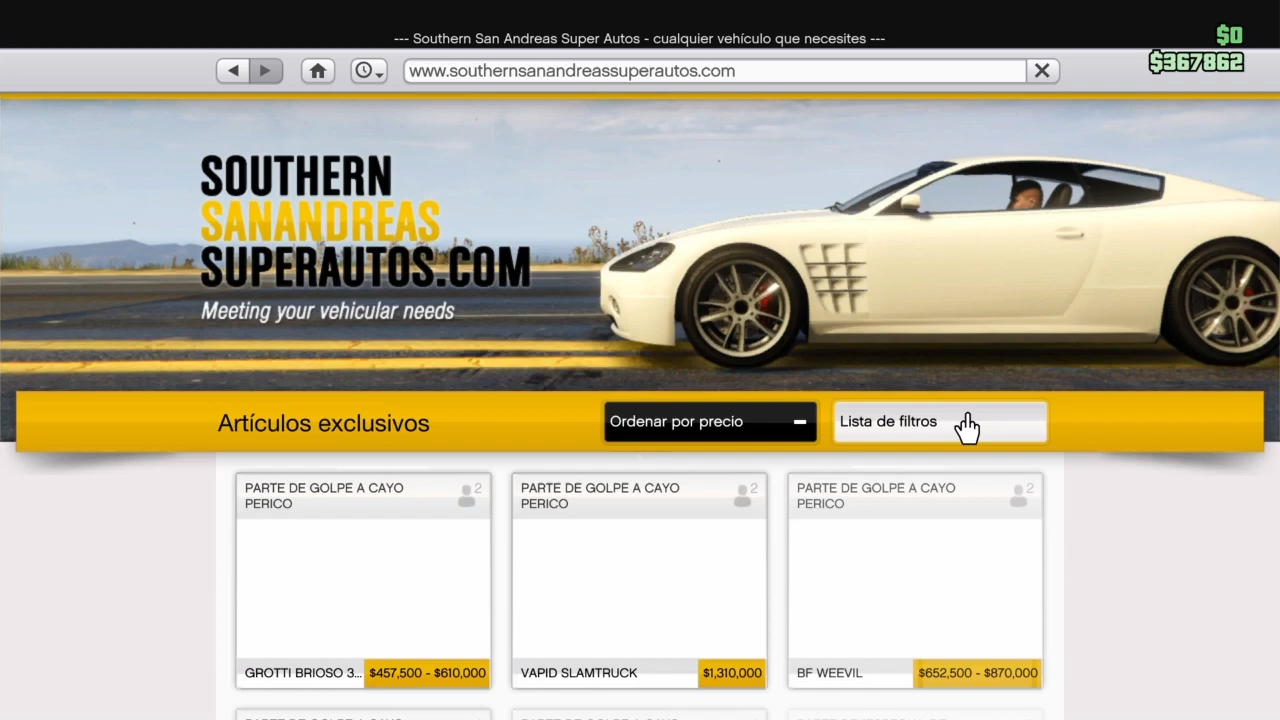 --- Southern San Andreas Super Autos - cualquier vehículo que necesites ---
$0
$367862
www.southernsanandreassuperautos.com
SOUTHERN
SANANDREAS
SUPERAUTOS.COM
Meeting your vehicular needs
Artículos exclusivos
Ordenar por precio
Lista de filtros
PARTE DE GOLPE A CAYO
PERICO
2
PARTE DE GOLPE A CAYO
PERICO
2
PARTE DE GOLPE A CAYO
PERICO
2
GROTTI BRIOSO 3...
$457,500 - $610,000
VAPID SLAMTRUCK
$1,310,000
BF WEEVIL
$652,500 - $870,000